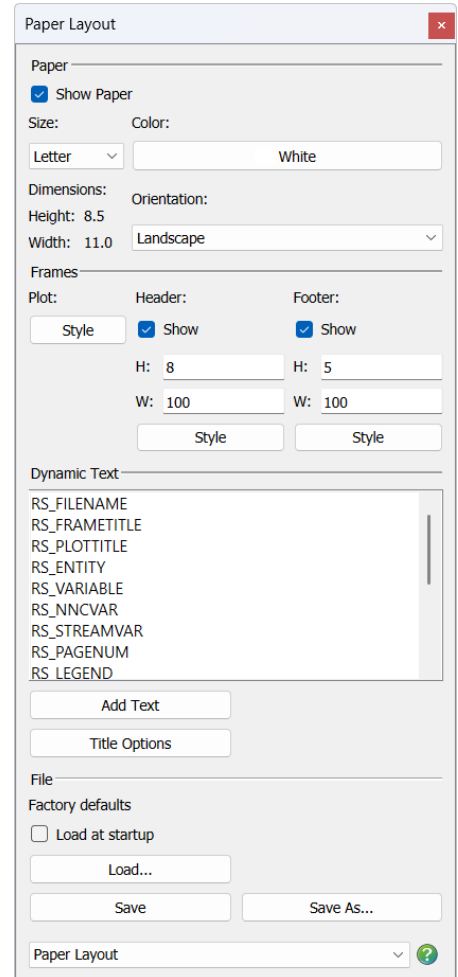 Paper Layout
Paper
Show Paper
Size: Color:
Letter White
Dimensions:
Orientation:
Height: 8.5
Width: 11.0 Landscape
Frames
Plot: Header: Footer:
Style Show Show
H: 8 H: 5
W: 100 W: 100
Style Style
Dynamic Text
RS_FILENAME
RS_FRAMETITLE
RS_PLOTTITLE
RS_ENTITY
RS_VARIABLE
RS_NNCVAR
RS_STREAMVAR
RS_PAGENUM
RS_LEGEND
Add Text
Title Options
File
Factory defaults
Load at startup
Load...
Save Save As...
Paper Layout ?